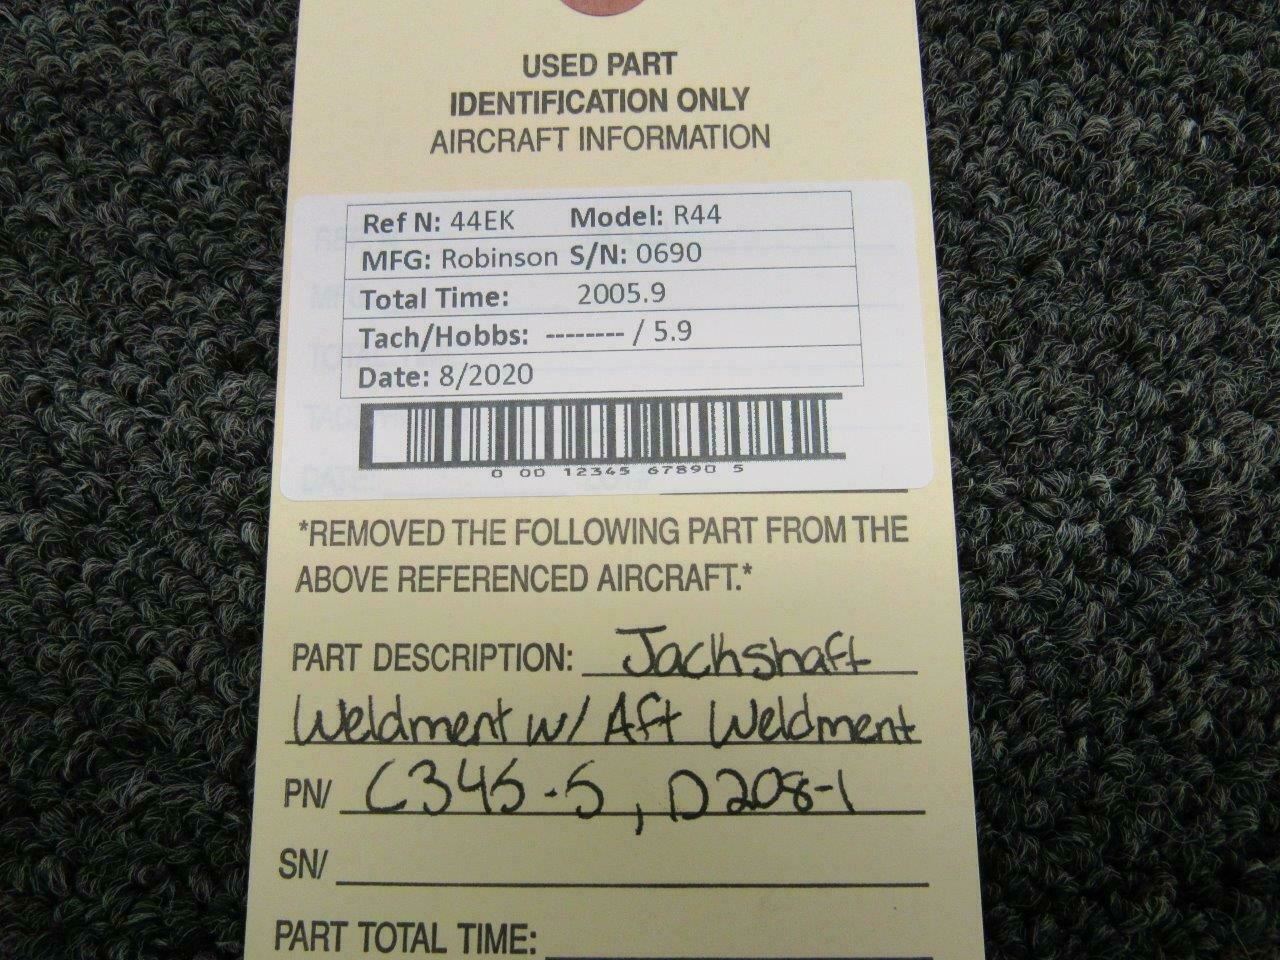 USED PART
IDENTIFICATION ONLY
AIRCRAFT INFORMATION
Ref N: 44EK Model: R44
MFG: Robinson S/N: 0690
Total Time: 2005.9
Tach/Hobbs: -------- / 5.9
Date: 8/2020
0 00 12345 67890 5
*REMOVED THE FOLLOWING PART FROM THE
ABOVE REFERENCED AIRCRAFT.*
PART DESCRIPTION: Jackshaft
Weldment w/ Aft Weldment
PN/ C345-5, D208-1
SN/
PART TOTAL TIME: